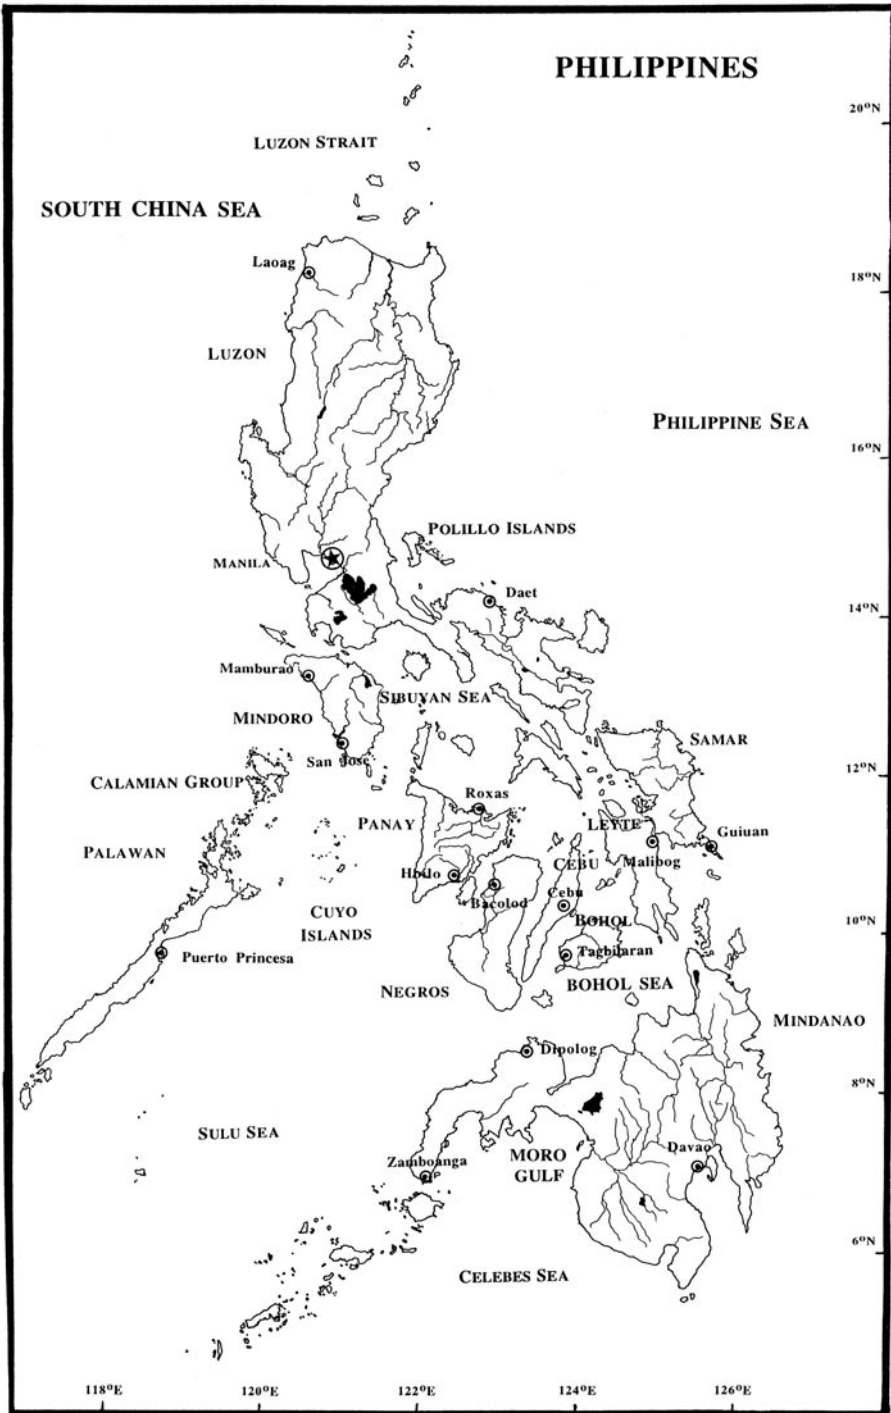 PHILIPPINES
20°N
LUZON STRAIT
SOUTH CHINA SEA
Laoag
18°N
LUZON
PHILIPPINE SEA
16°N
POLILLO ISLANDS
MANILA
Daet
14°N
Mamburao
SIBUYAN SEA
MINDORO
SAMAR
San Jose
12°N
CALAMIAN GROUP
Roxas
PANAY
LEYTE
Guiuan
PALAWAN
CEBU
Malibog
Hoilo
Cebu
Bacolod
CUYO
ISLANDS
BOHOL
10°N
Tagbilaran
Puerto Princesa
BOHOL SEA
NEGROS
MINDANAO
Dipolog
8°N
SULU SEA
Davao
MORO
GULF
Zamboanga
6°N
CELEBES SEA
118°E
120°E
122°E
124°E
126°E